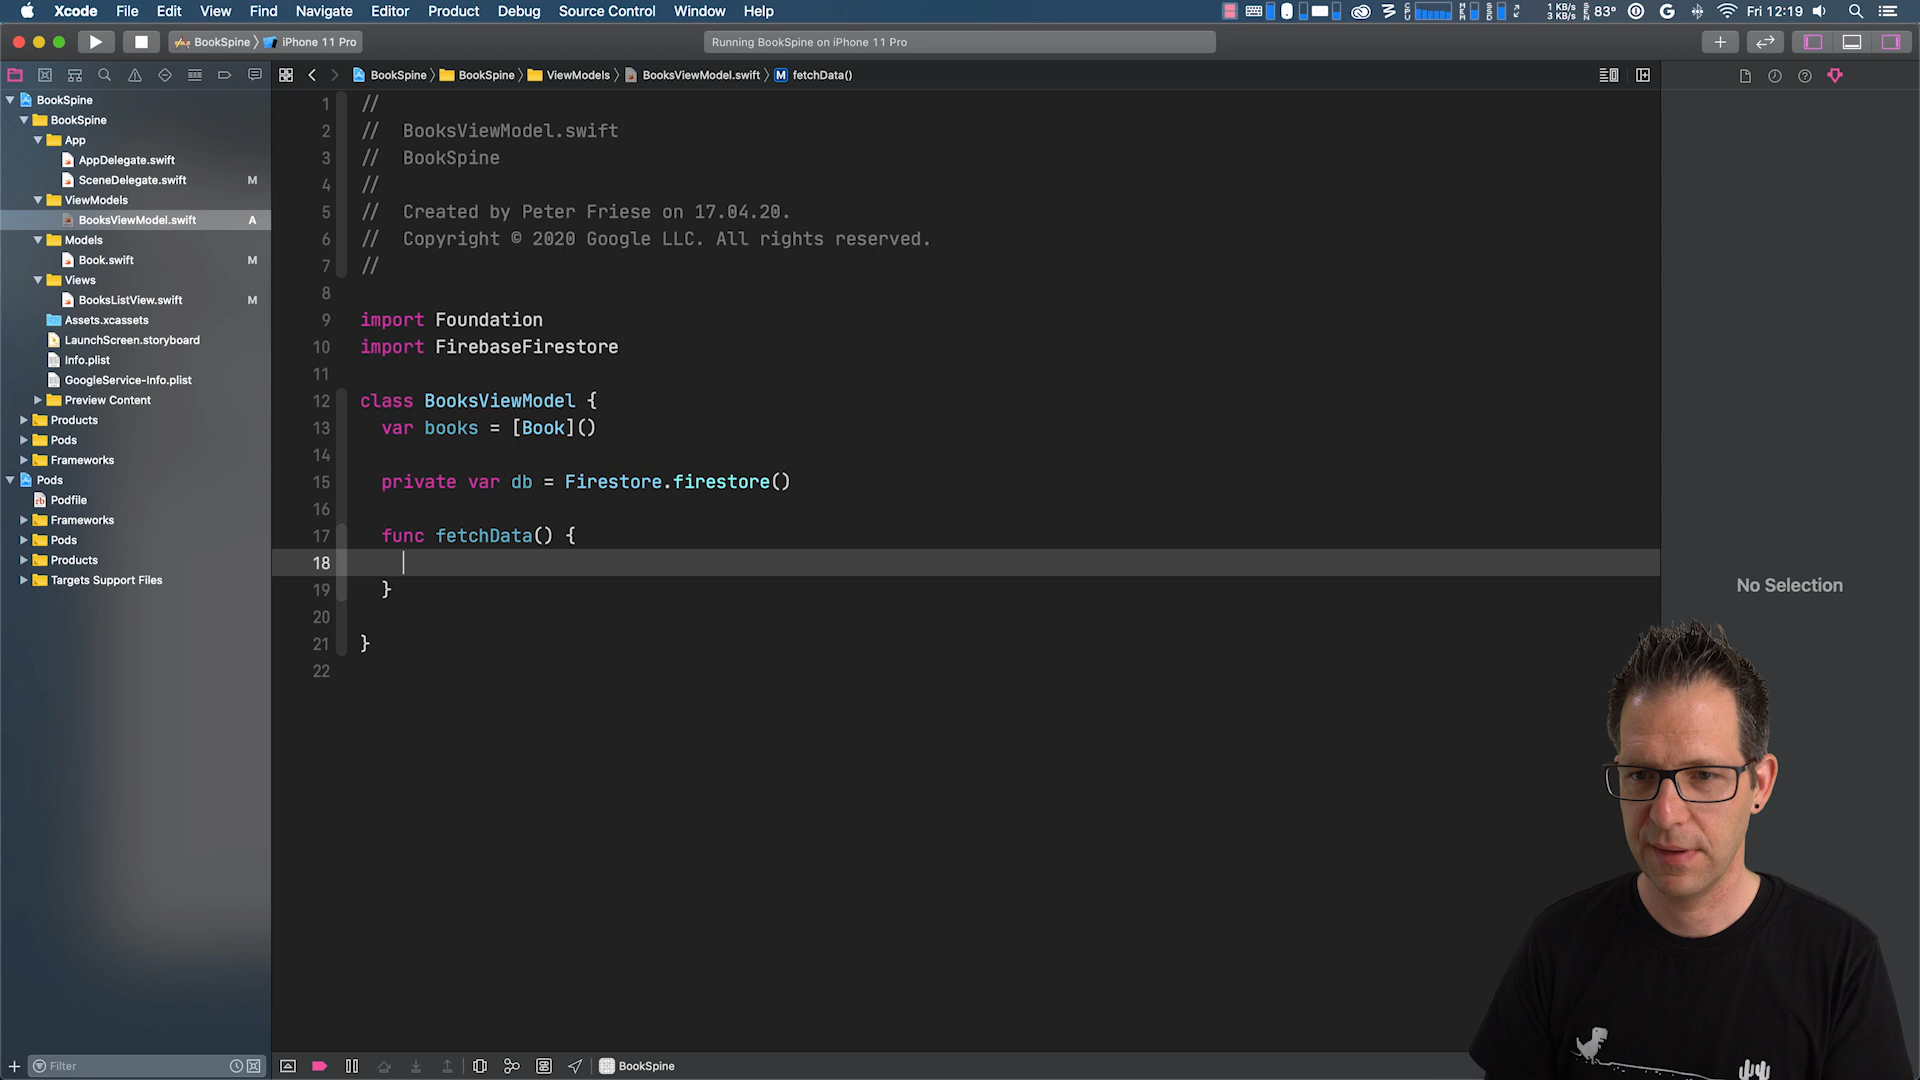 Xcode File Edit View Find Navigate Editor Product Debug Source Control Window Help 1 KB/s 3 KB/s 83° Fri 12:19
BookSpine iPhone 11 Pro Running BookSpine on iPhone 11 Pro
BookSpine BookSpine ViewModels BooksViewModel.swift M fetchData()
BookSpine
BookSpine
App
AppDelegate.swift
SceneDelegate.swift M
ViewModels
BooksViewModel.swift A
Models
Book.swift M
Views
BooksListView.swift M
Assets.xcassets
LaunchScreen.storyboard
Info.plist
GoogleService-Info.plist
Preview Content
Products
Pods
Frameworks
Pods
Podfile
Frameworks
Pods
Products
Targets Support Files
1 //
2 // BooksViewModel.swift
3 // BookSpine
4 //
5 // Created by Peter Friese on 17.04.20.
6 // Copyright © 2020 Google LLC. All rights reserved.
7 //
8
9 import Foundation
10 import FirebaseFirestore
11
12 class BooksViewModel {
13 var books = [Book]()
14
15 private var db = Firestore.firestore()
16
17 func fetchData() {
18
19 }
20
21 }
22
No Selection
Filter
BookSpine